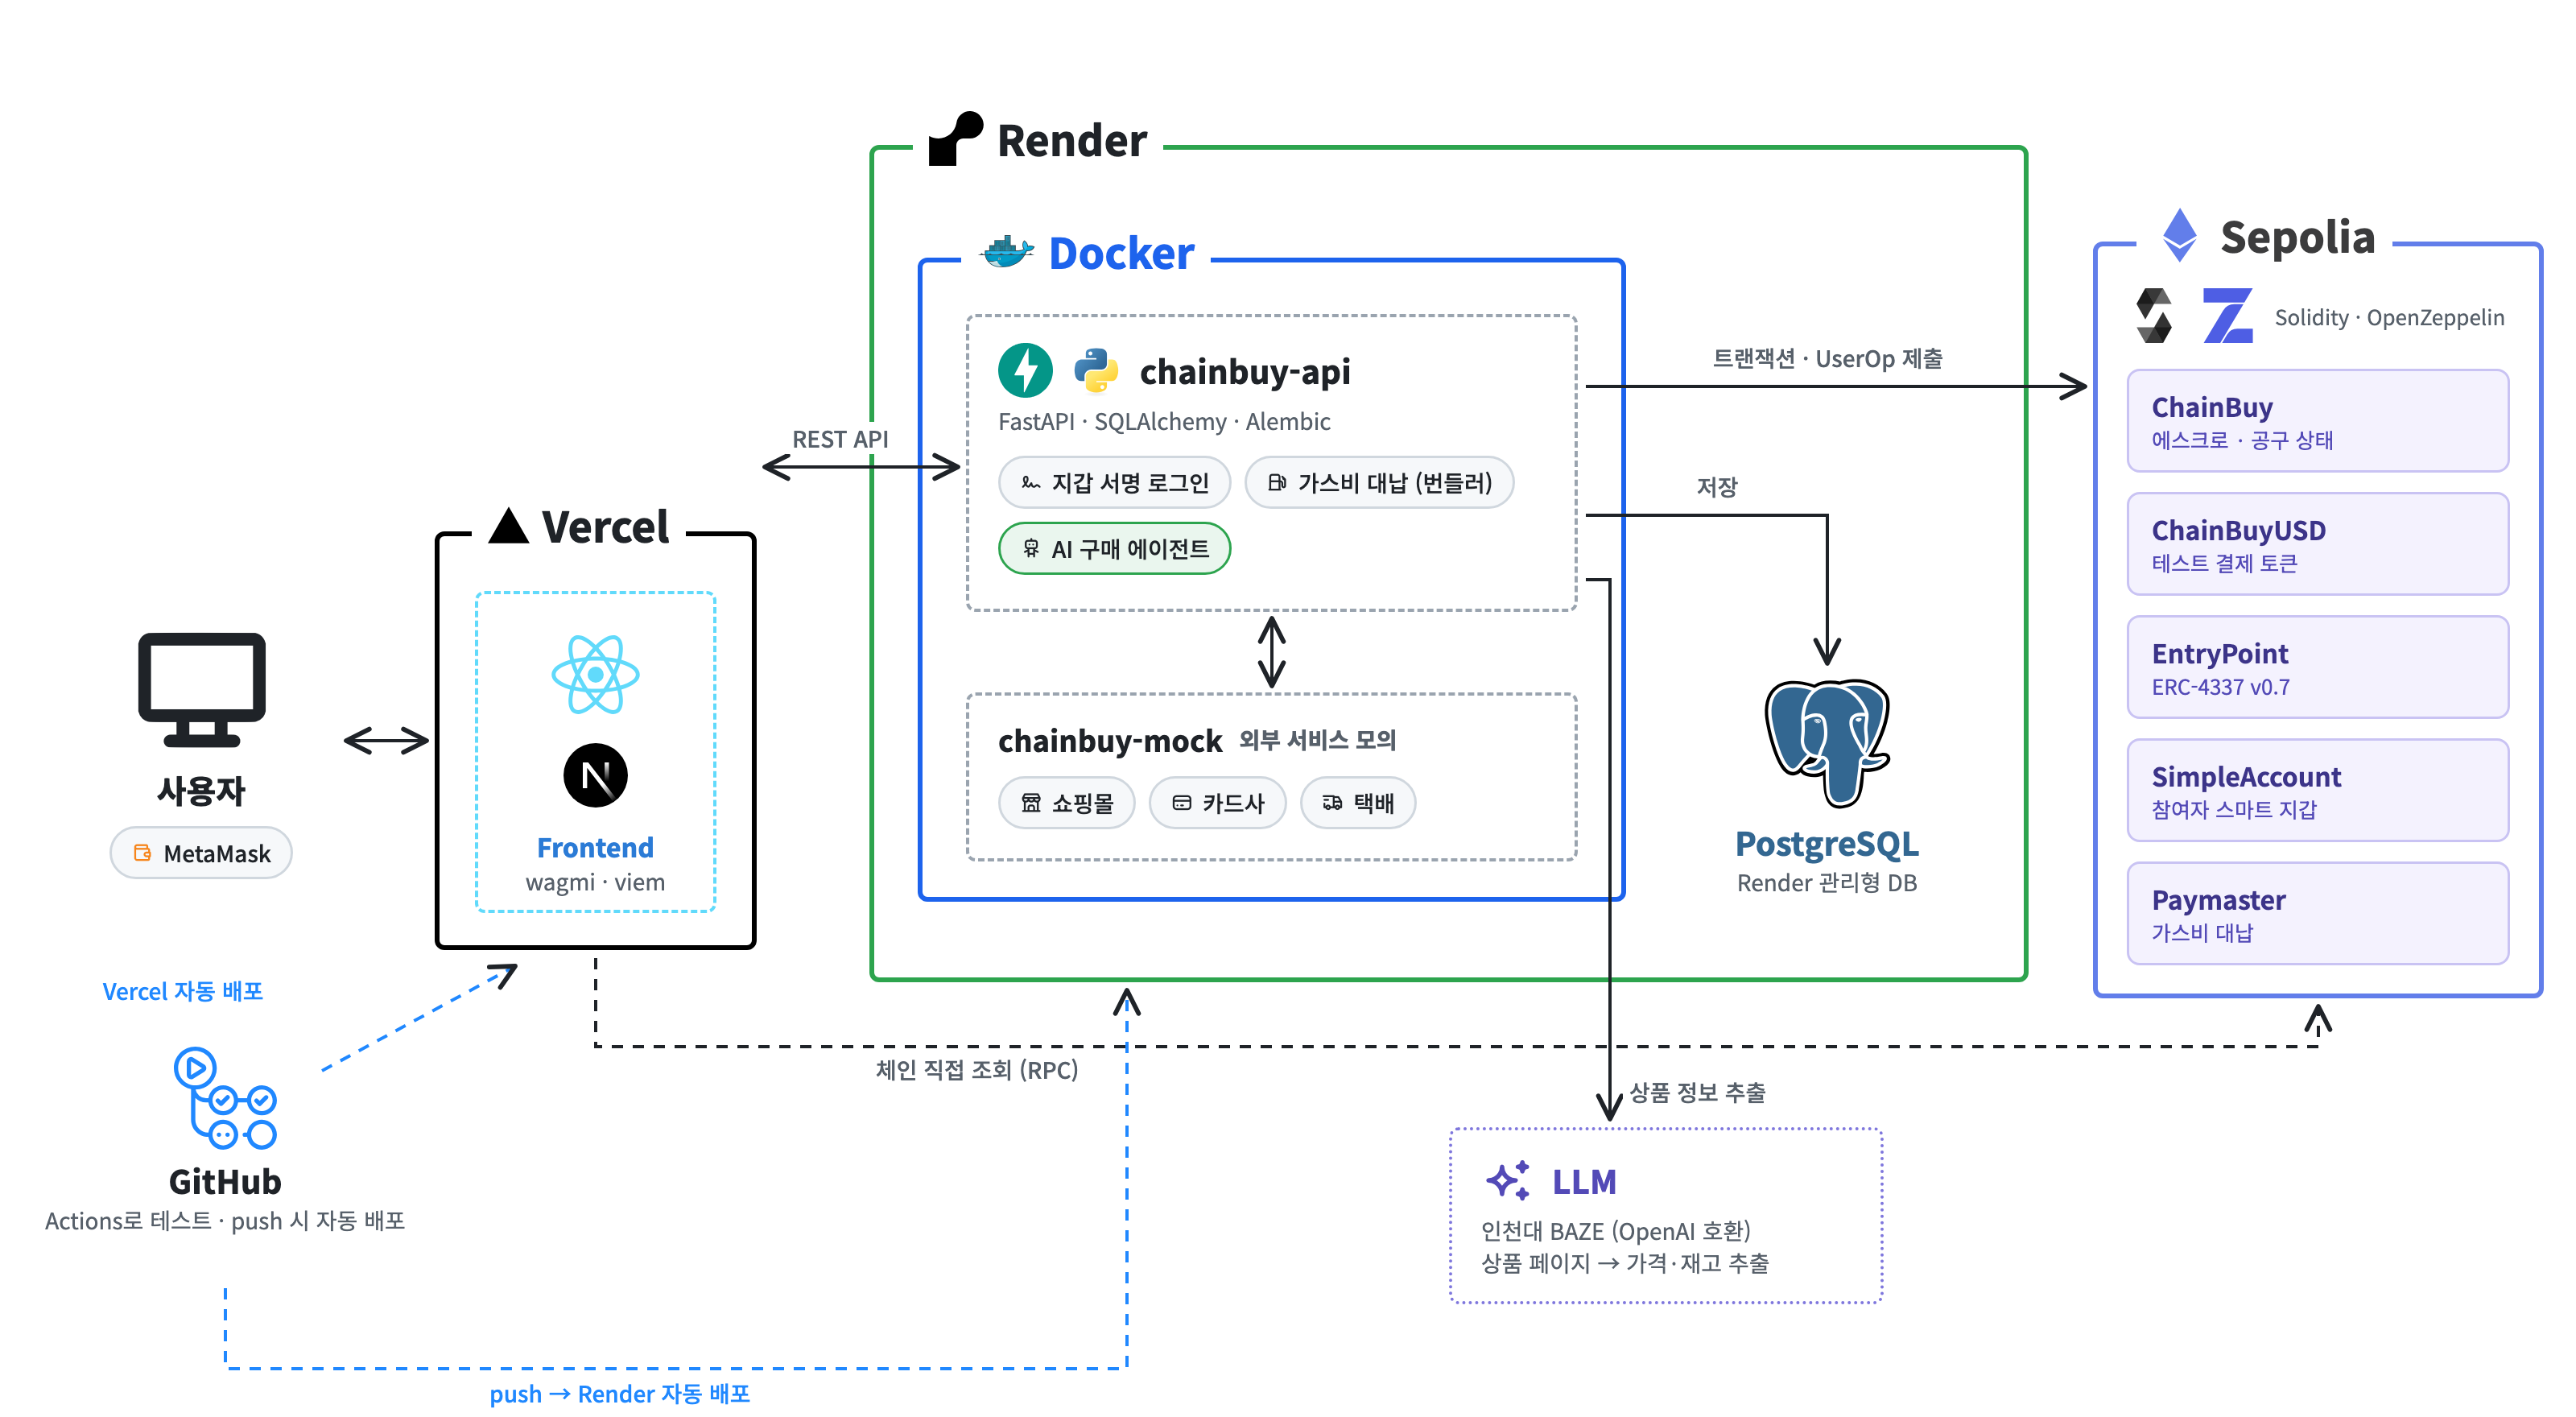 Render
Docker
chainbuy-api
FastAPI · SQLAlchemy · Alembic
지갑 서명 로그인
가스비 대납 (번들러)
AI 구매 에이전트
REST API
트랜잭션 · UserOp 제출
저장
chainbuy-mock 외부 서비스 모의
쇼핑몰
카드사
택배
PostgreSQL
Render 관리형 DB
Sepolia
Solidity · OpenZeppelin
ChainBuy
에스크로 · 공구 상태
ChainBuyUSD
테스트 결제 토큰
EntryPoint
ERC-4337 v0.7
SimpleAccount
참여자 스마트 지갑
Paymaster
가스비 대납
Vercel
Frontend
wagmi · viem
사용자
MetaMask
Vercel 자동 배포
GitHub
Actions로 테스트 · push 시 자동 배포
체인 직접 조회 (RPC)
상품 정보 추출
LLM
인천대 BAZE (OpenAI 호환)
상품 페이지 → 가격·재고 추출
push → Render 자동 배포